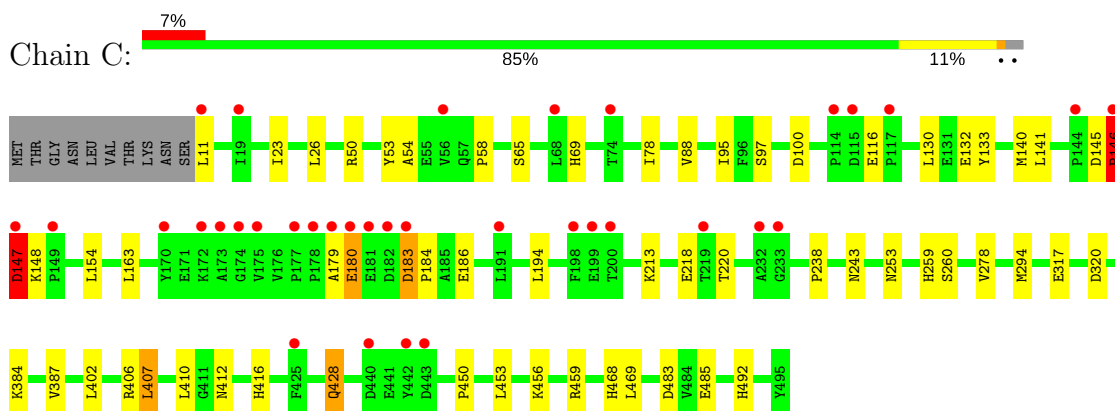 7%
Chain C:
85% 11% • •
MET THR GLY ASN LEU VAL THR LYS ASN SER L11 I19 I23 L26 R50 Y53 A54 E55 V56 Q57 P58 S65 L68 H69 T74 I78 V88 I95 F96 S97 D100 P114 D115 E116 P117 L130 E131 E132 Y133 M140 L141 P144 D145
D147 K148 P149 L154 L163 Y170 E171 K172 A173 G174 V175 V176 P177 P178 A179 E180 E181 D182 D183 P184 A185 E186 L191 L194 F198 E199 T200 K213 E218 T219 T220 A232 G233 P238 N243 N253 H259 S260 V278 M294 E317 D320
K384 V387 L402 R406 L407 L410 G411 N412 H416 F425 Q428 D440 E441 Y442 D443 P450 L453 K456 R459 H468 L469 D483 V484 E485 H492 Y495